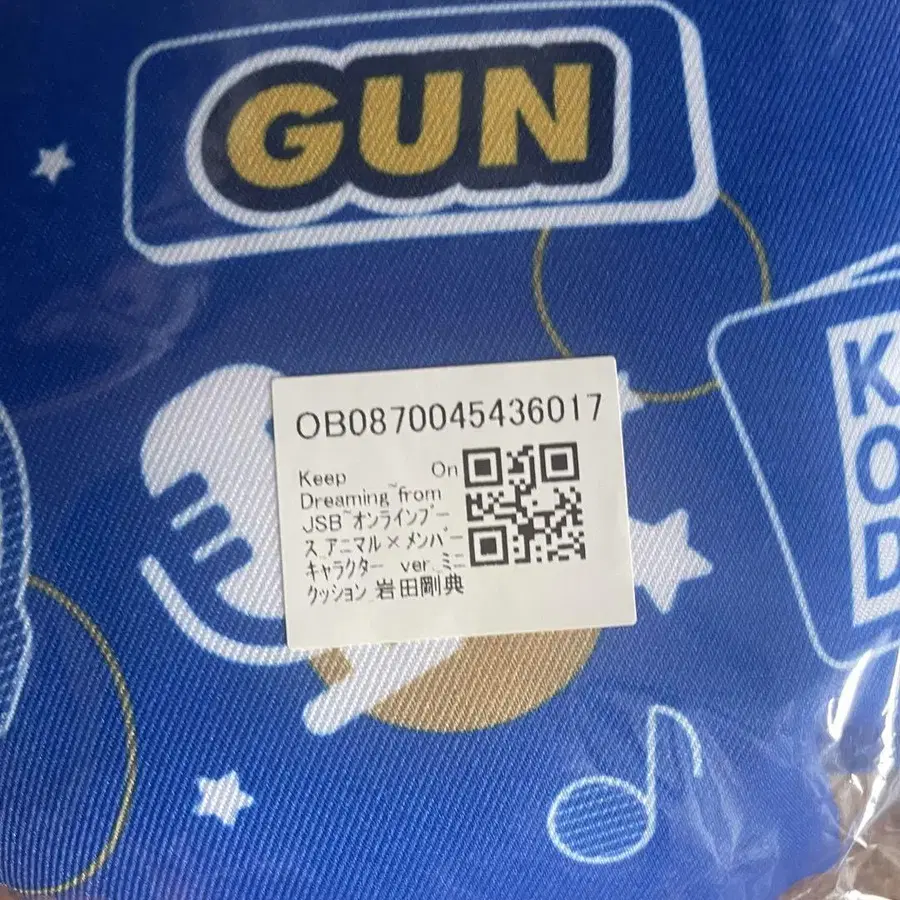 GUN
OB0870045436017
Keep On
Dreaming~from
JSB~オンラインブー
ス_アニマル×メンバー
キャラクター ver._ミニ
クッション_岩田剛典
K
O
D